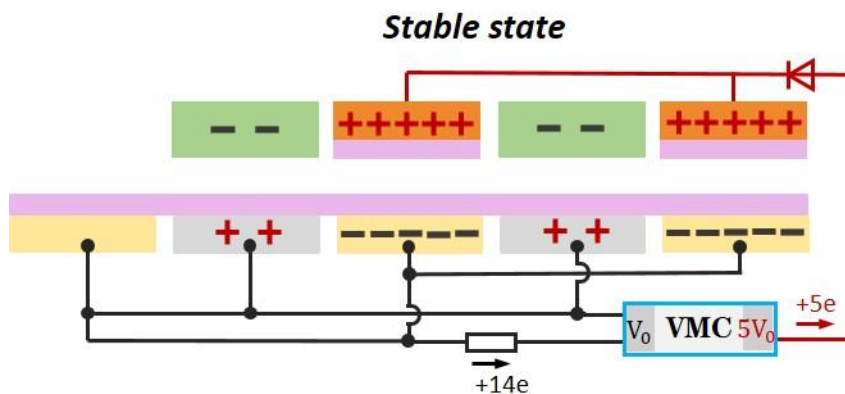 Stable state
− −
+++++
− −
+++++
+ +
−−−−−
+ +
−−−−−
+5e
V₀ VMC 5V₀
+14e